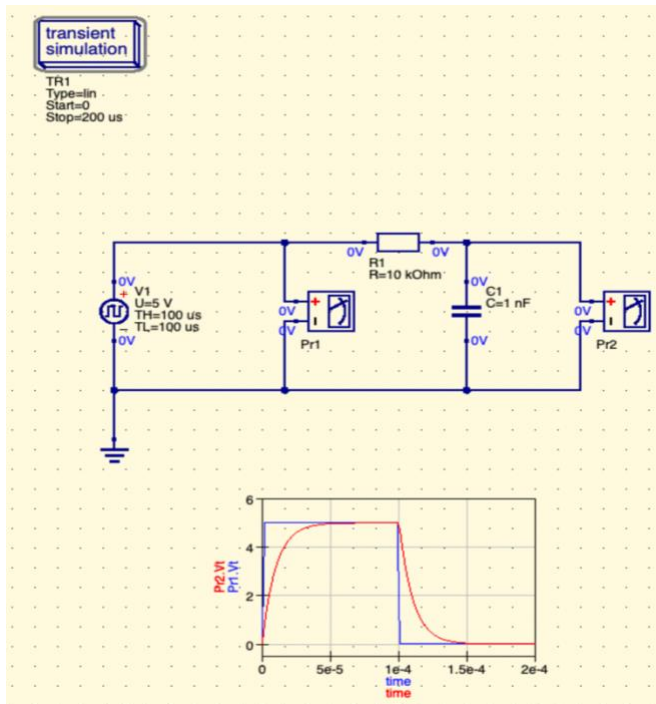 transient
simulation
TR1
Type=lin
Start=0
Stop=200 us
0V
0V
R1
R=10 kOhm
0V
+
V1
U=5 V
TH=100 us
TL=100 us
−
0V
0V
+
0V
Pr1
0V
C1
C=1 nF
0V
0V
+
0V
Pr2
6
4
2
0
Pr2.Vt
Pr1.Vt
0
5e-5
1e-4
1.5e-4
2e-4
time
time